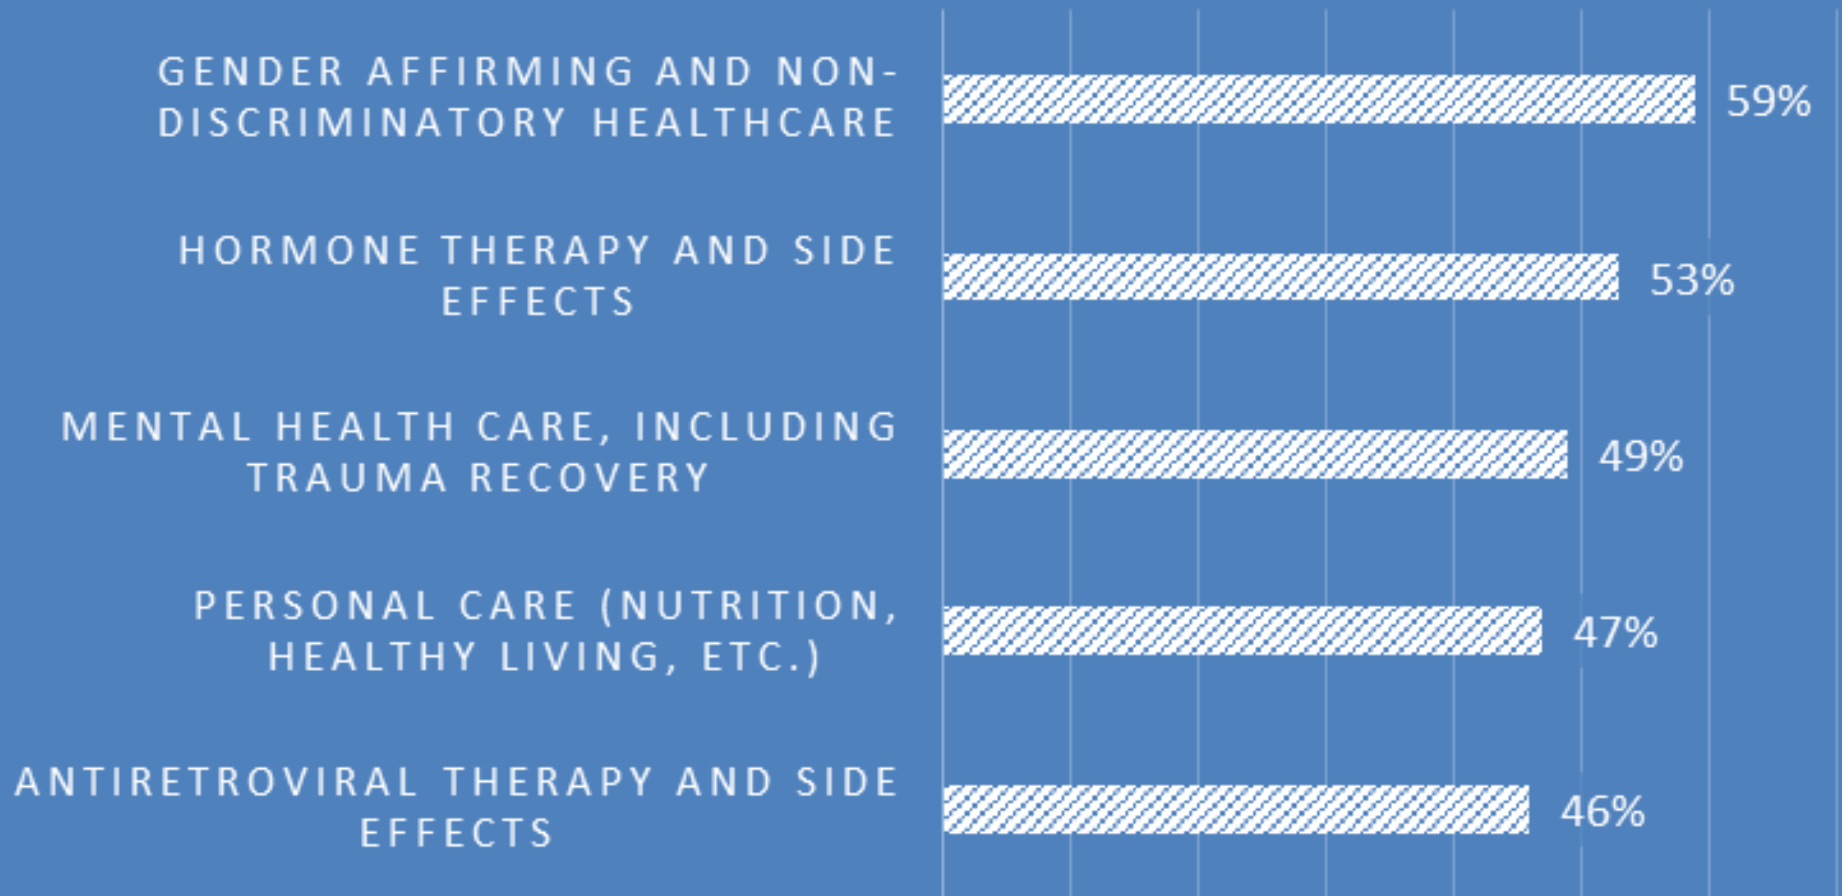 GENDER AFFIRMING AND NON-
DISCRIMINATORY HEALTHCARE
59%
HORMONE THERAPY AND SIDE
EFFECTS
53%
MENTAL HEALTH CARE, INCLUDING
TRAUMA RECOVERY
49%
PERSONAL CARE (NUTRITION,
HEALTHY LIVING, ETC.)
47%
ANTIRETROVIRAL THERAPY AND SIDE
EFFECTS
46%